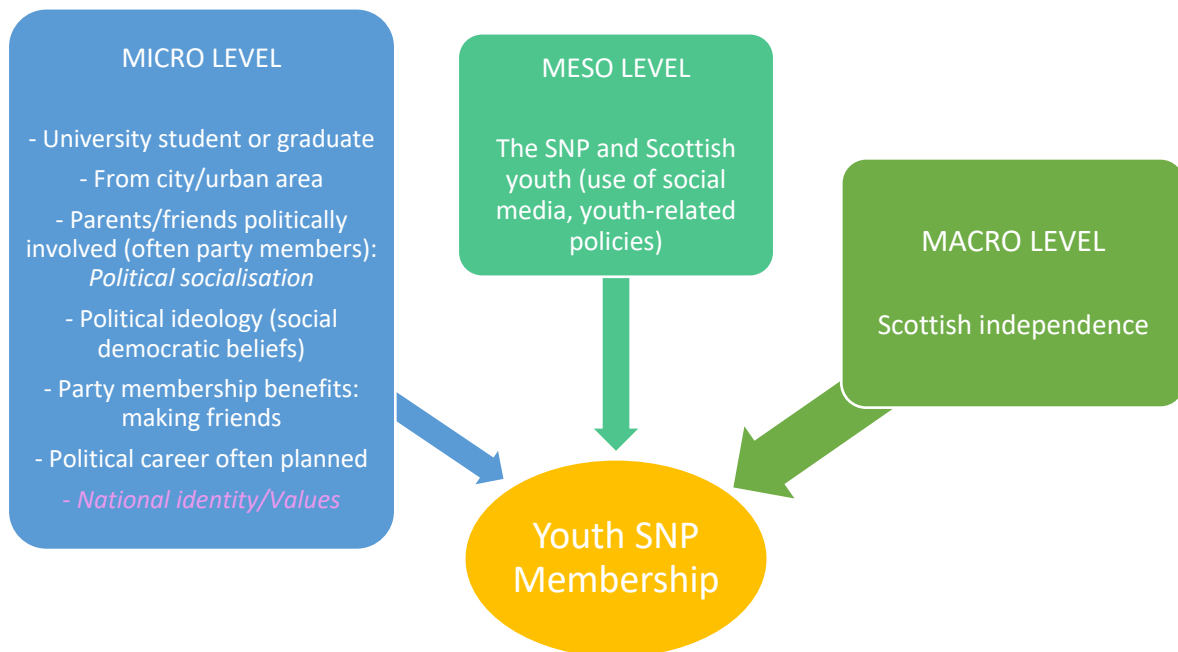 MICRO LEVEL
- University student or graduate
- From city/urban area
- Parents/friends politically
involved (often party members):
Political socialisation
- Political ideology (social
democratic beliefs)
- Party membership benefits:
making friends
- Political career often planned
- National identity/Values
MESO LEVEL
The SNP and Scottish
youth (use of social
media, youth-related
policies)
MACRO LEVEL
Scottish independence
Youth SNP
Membership